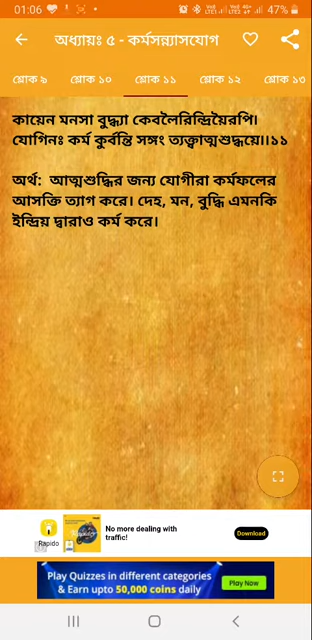 01:06
47%
অধ্যায়ঃ ৫ - কর্মসন্ন্যাসযোগ
শ্লোক ৯ শ্লোক ১০ শ্লোক ১১ শ্লোক ১২ শ্লোক ১৩
কায়েন মনসা বুদ্ধ্যা কেবলৈরিন্দ্রিয়ৈরপি।
যোগিনঃ কর্ম কুর্বন্তি সঙ্গং ত্যক্ত্বাত্মশুদ্ধয়ে।।১১
অর্থ: আত্মশুদ্ধির জন্য যোগীরা কর্মফলের
আসক্তি ত্যাগ করে। দেহ, মন, বুদ্ধি এমনকি
ইন্দ্রিয় দ্বারাও কর্ম করে।
Rapido
No more dealing with
traffic!
Download
Play Quizzes in different categories
& Earn upto 50,000 coins daily
Play Now